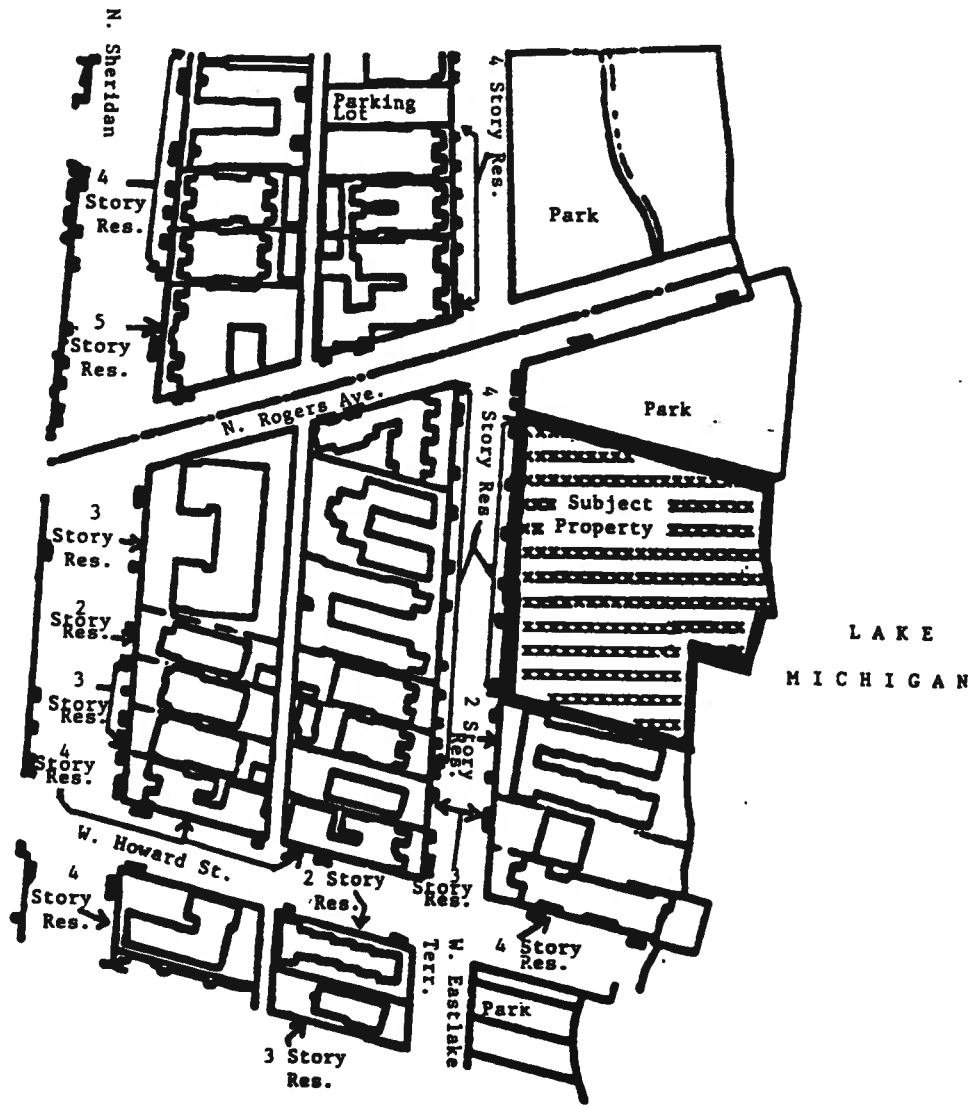 N. Sheridan
4 Story Res.
Parking
Lot
4
Story
Res.
Park
5
Story
Res.
N. Rogers Ave.
4 Story Res
Park
Subject
Property
3
Story
Res.
2
Story
Res.
LAKE
MICHIGAN
3
Story
Res.
2 Story
Res.
4
Story
Res.
W. Howard St.
4
Story
Res.
2 Story
Res.
3
Story
Res.
4 Story
Res.
W. Eastlake
Terr.
Park
3 Story
Res.